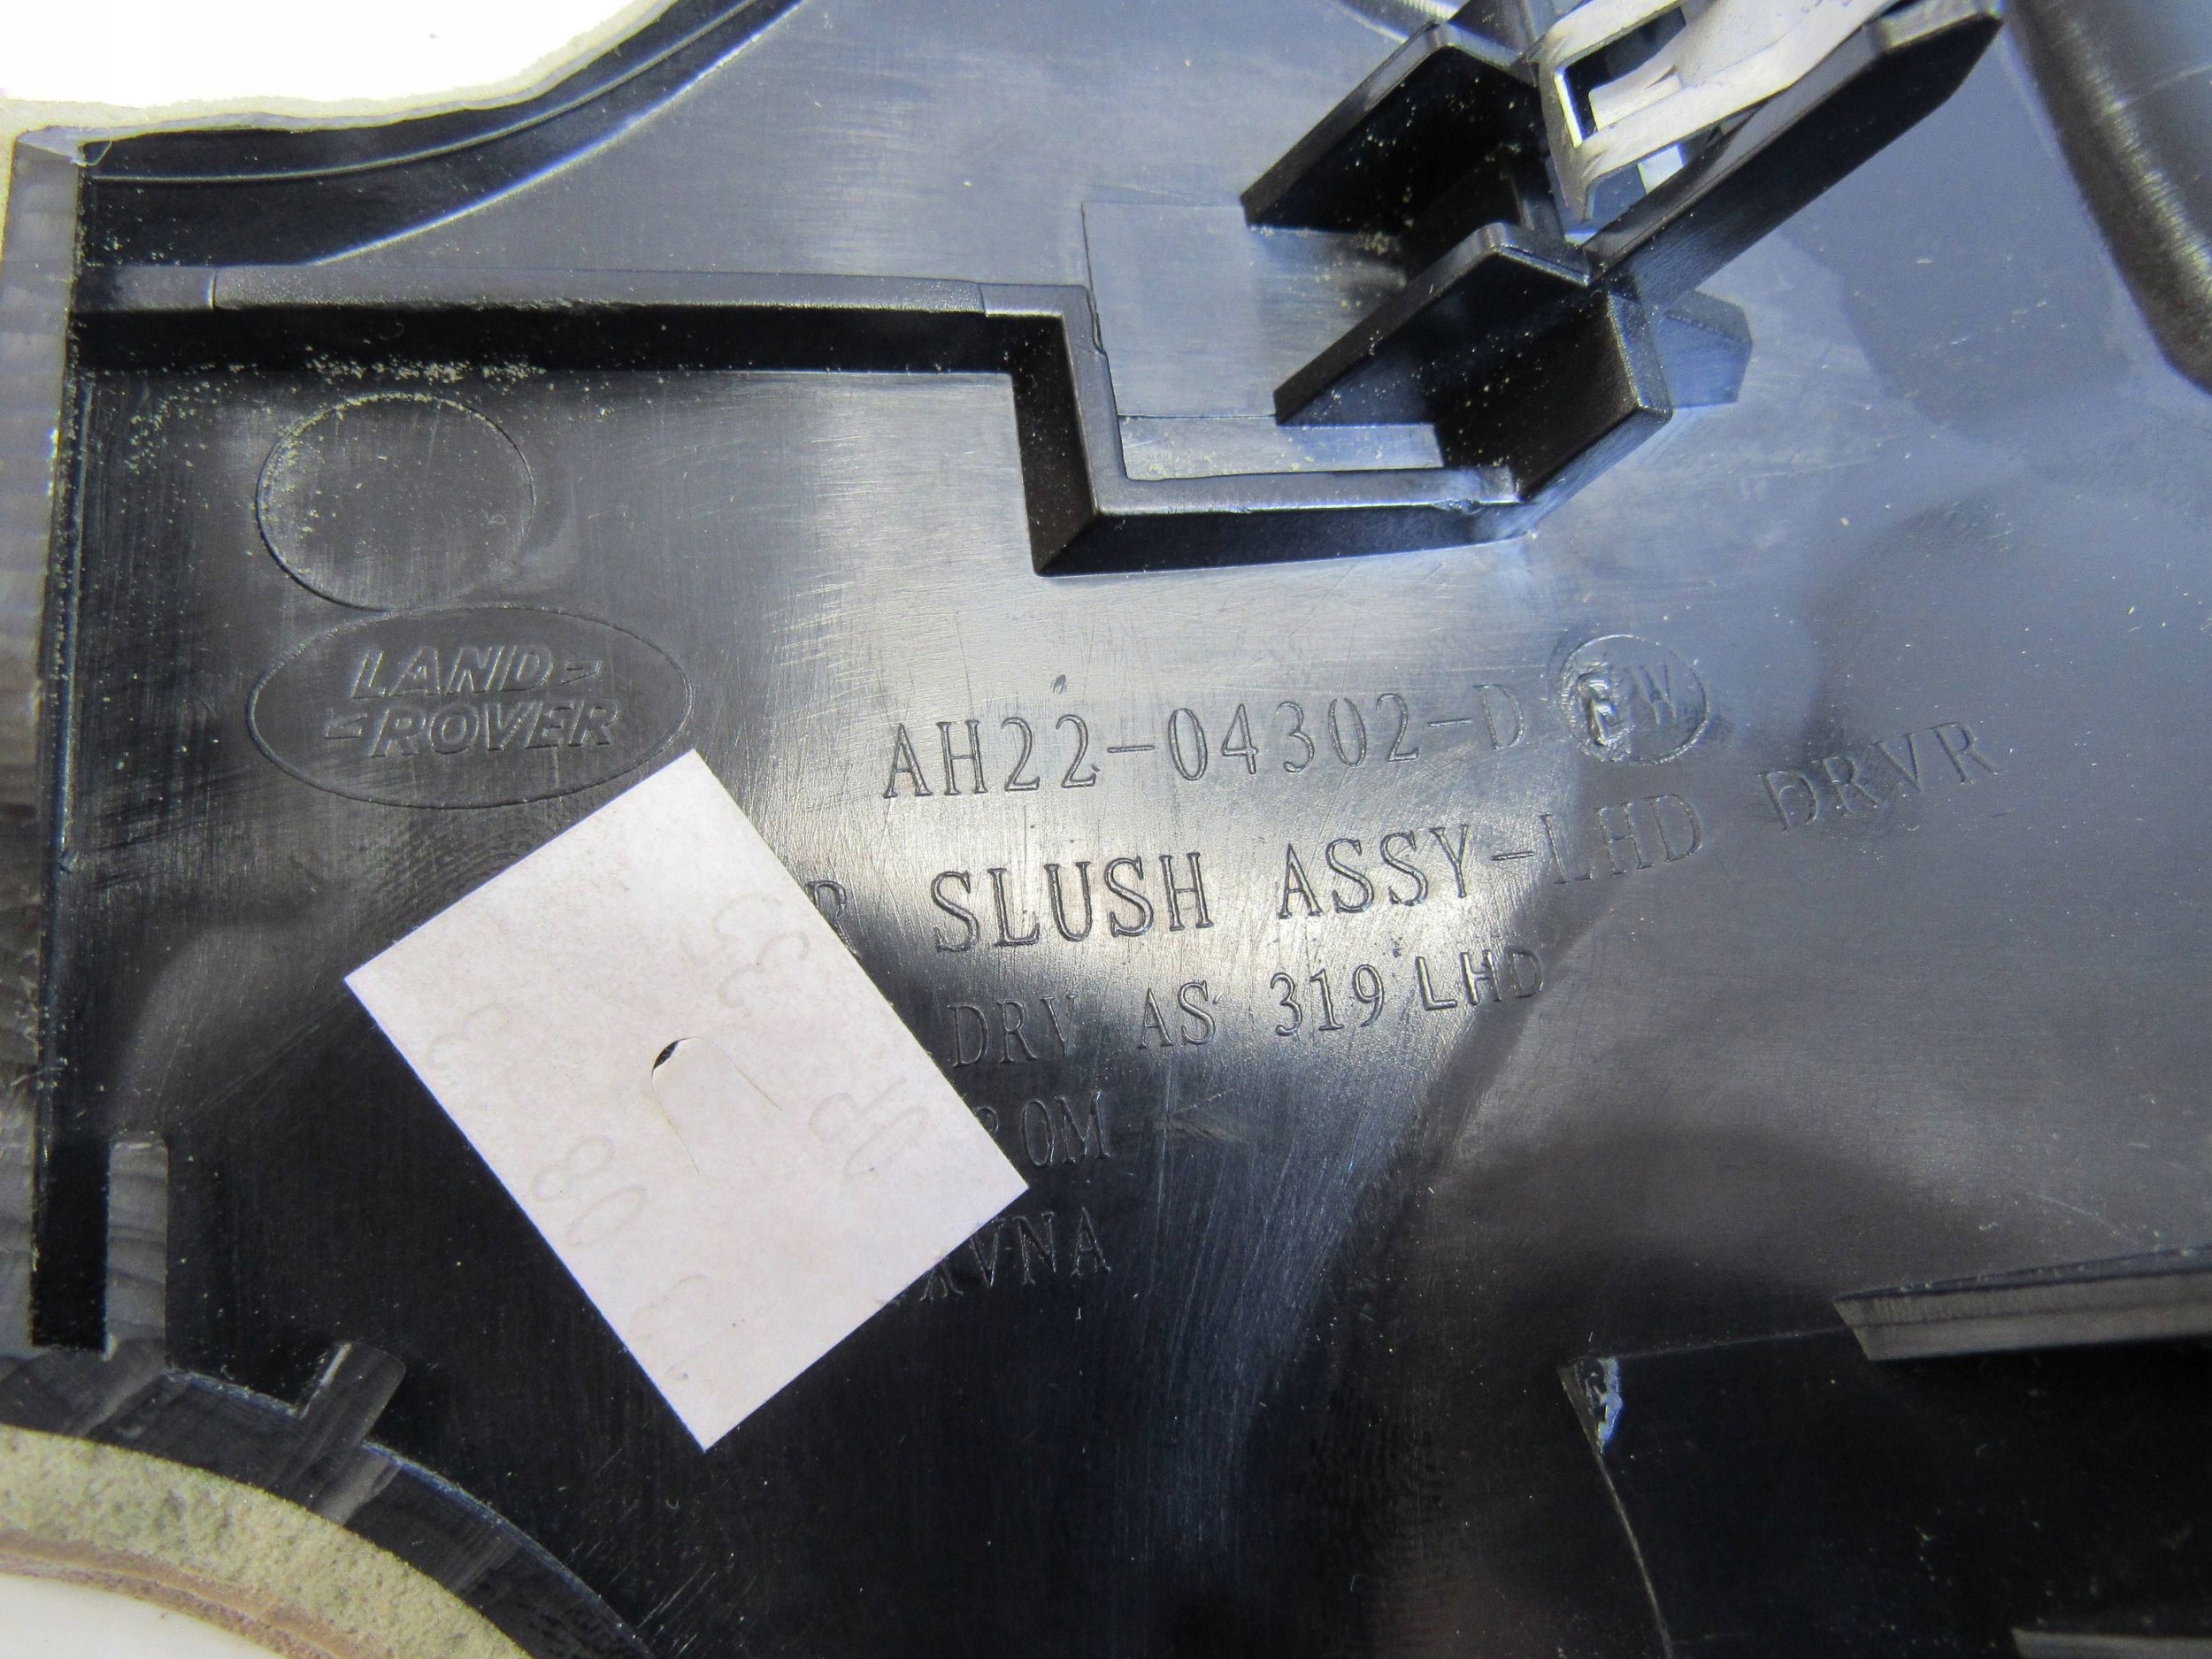 LAND
ROVER
AH22-04302-D
SLUSH ASSY-LHD DRVR
DRV AS 319 LHD